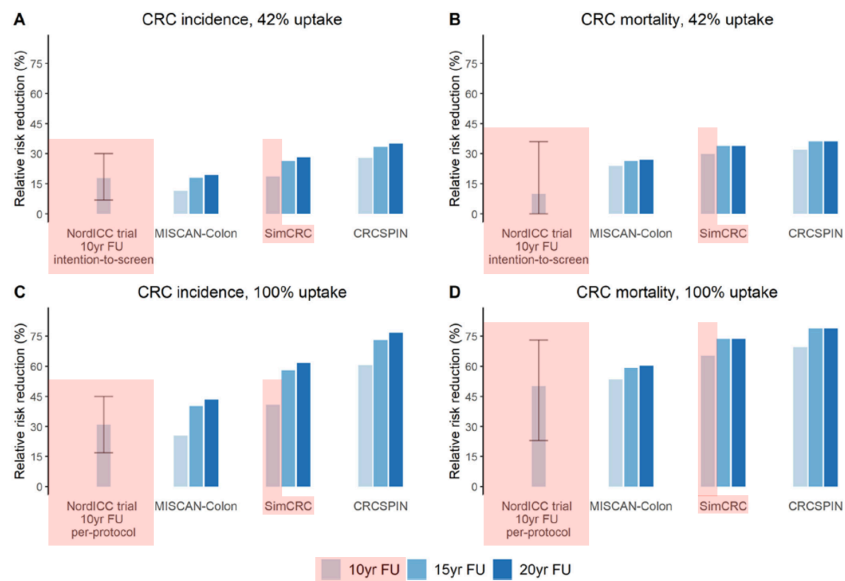 A CRC incidence, 42% uptake
Relative risk reduction (%)
75
60
45
30
15
0
NordICC trial
10yr FU
intention-to-screen
MISCAN-Colon
SimCRC
CRCSPIN
B CRC mortality, 42% uptake
Relative risk reduction (%)
75
60
45
30
15
0
NordICC trial
10yr FU
intention-to-screen
MISCAN-Colon
SimCRC
CRCSPIN
C CRC incidence, 100% uptake
Relative risk reduction (%)
75
60
45
30
15
0
NordICC trial
10yr FU
per-protocol
MISCAN-Colon
SimCRC
CRCSPIN
D CRC mortality, 100% uptake
Relative risk reduction (%)
75
60
45
30
15
0
NordICC trial
10yr FU
per-protocol
MISCAN-Colon
SimCRC
CRCSPIN
10yr FU 15yr FU 20yr FU